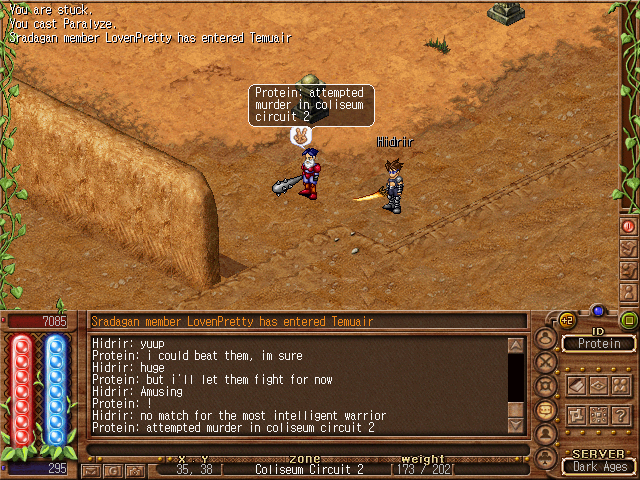 You are stuck.
You cast Paralyze.
Sradagan member LovenPretty has entered Temuair
Protein: attempted
murder in coliseum
circuit 2
Hidrir
7085
Sradagan member LovenPretty has entered Temuair
+2
ID
Protein
Hidrir: yuup
Protein: i could beat them, im sure
Hidrir: huge
Protein: but i'll let them fight for now
Hidrir: Amusing
Protein: !
Hidrir: no match for the most intelligent warrior
Protein: attempted murder in coliseum circuit 2
?
x y zone weight
SERVER
295
G
35, 38 [ Coliseum Circuit 2 [173 / 202[
Dark Ages